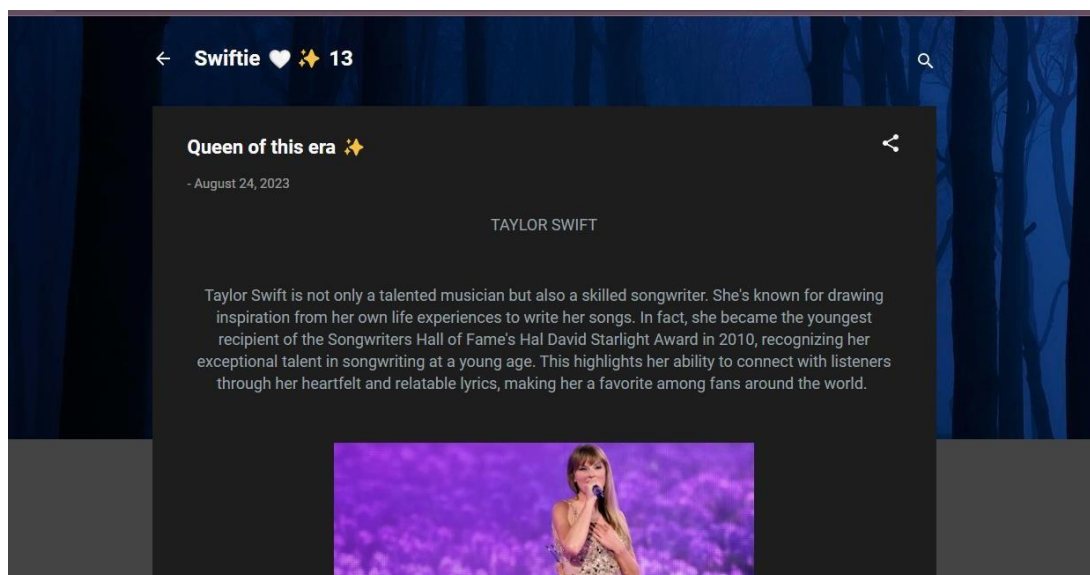 Swiftie 🤍 ✨ 13
Queen of this era ✨
- August 24, 2023
TAYLOR SWIFT
Taylor Swift is not only a talented musician but also a skilled songwriter. She's known for drawing
inspiration from her own life experiences to write her songs. In fact, she became the youngest
recipient of the Songwriters Hall of Fame's Hal David Starlight Award in 2010, recognizing her
exceptional talent in songwriting at a young age. This highlights her ability to connect with listeners
through her heartfelt and relatable lyrics, making her a favorite among fans around the world.